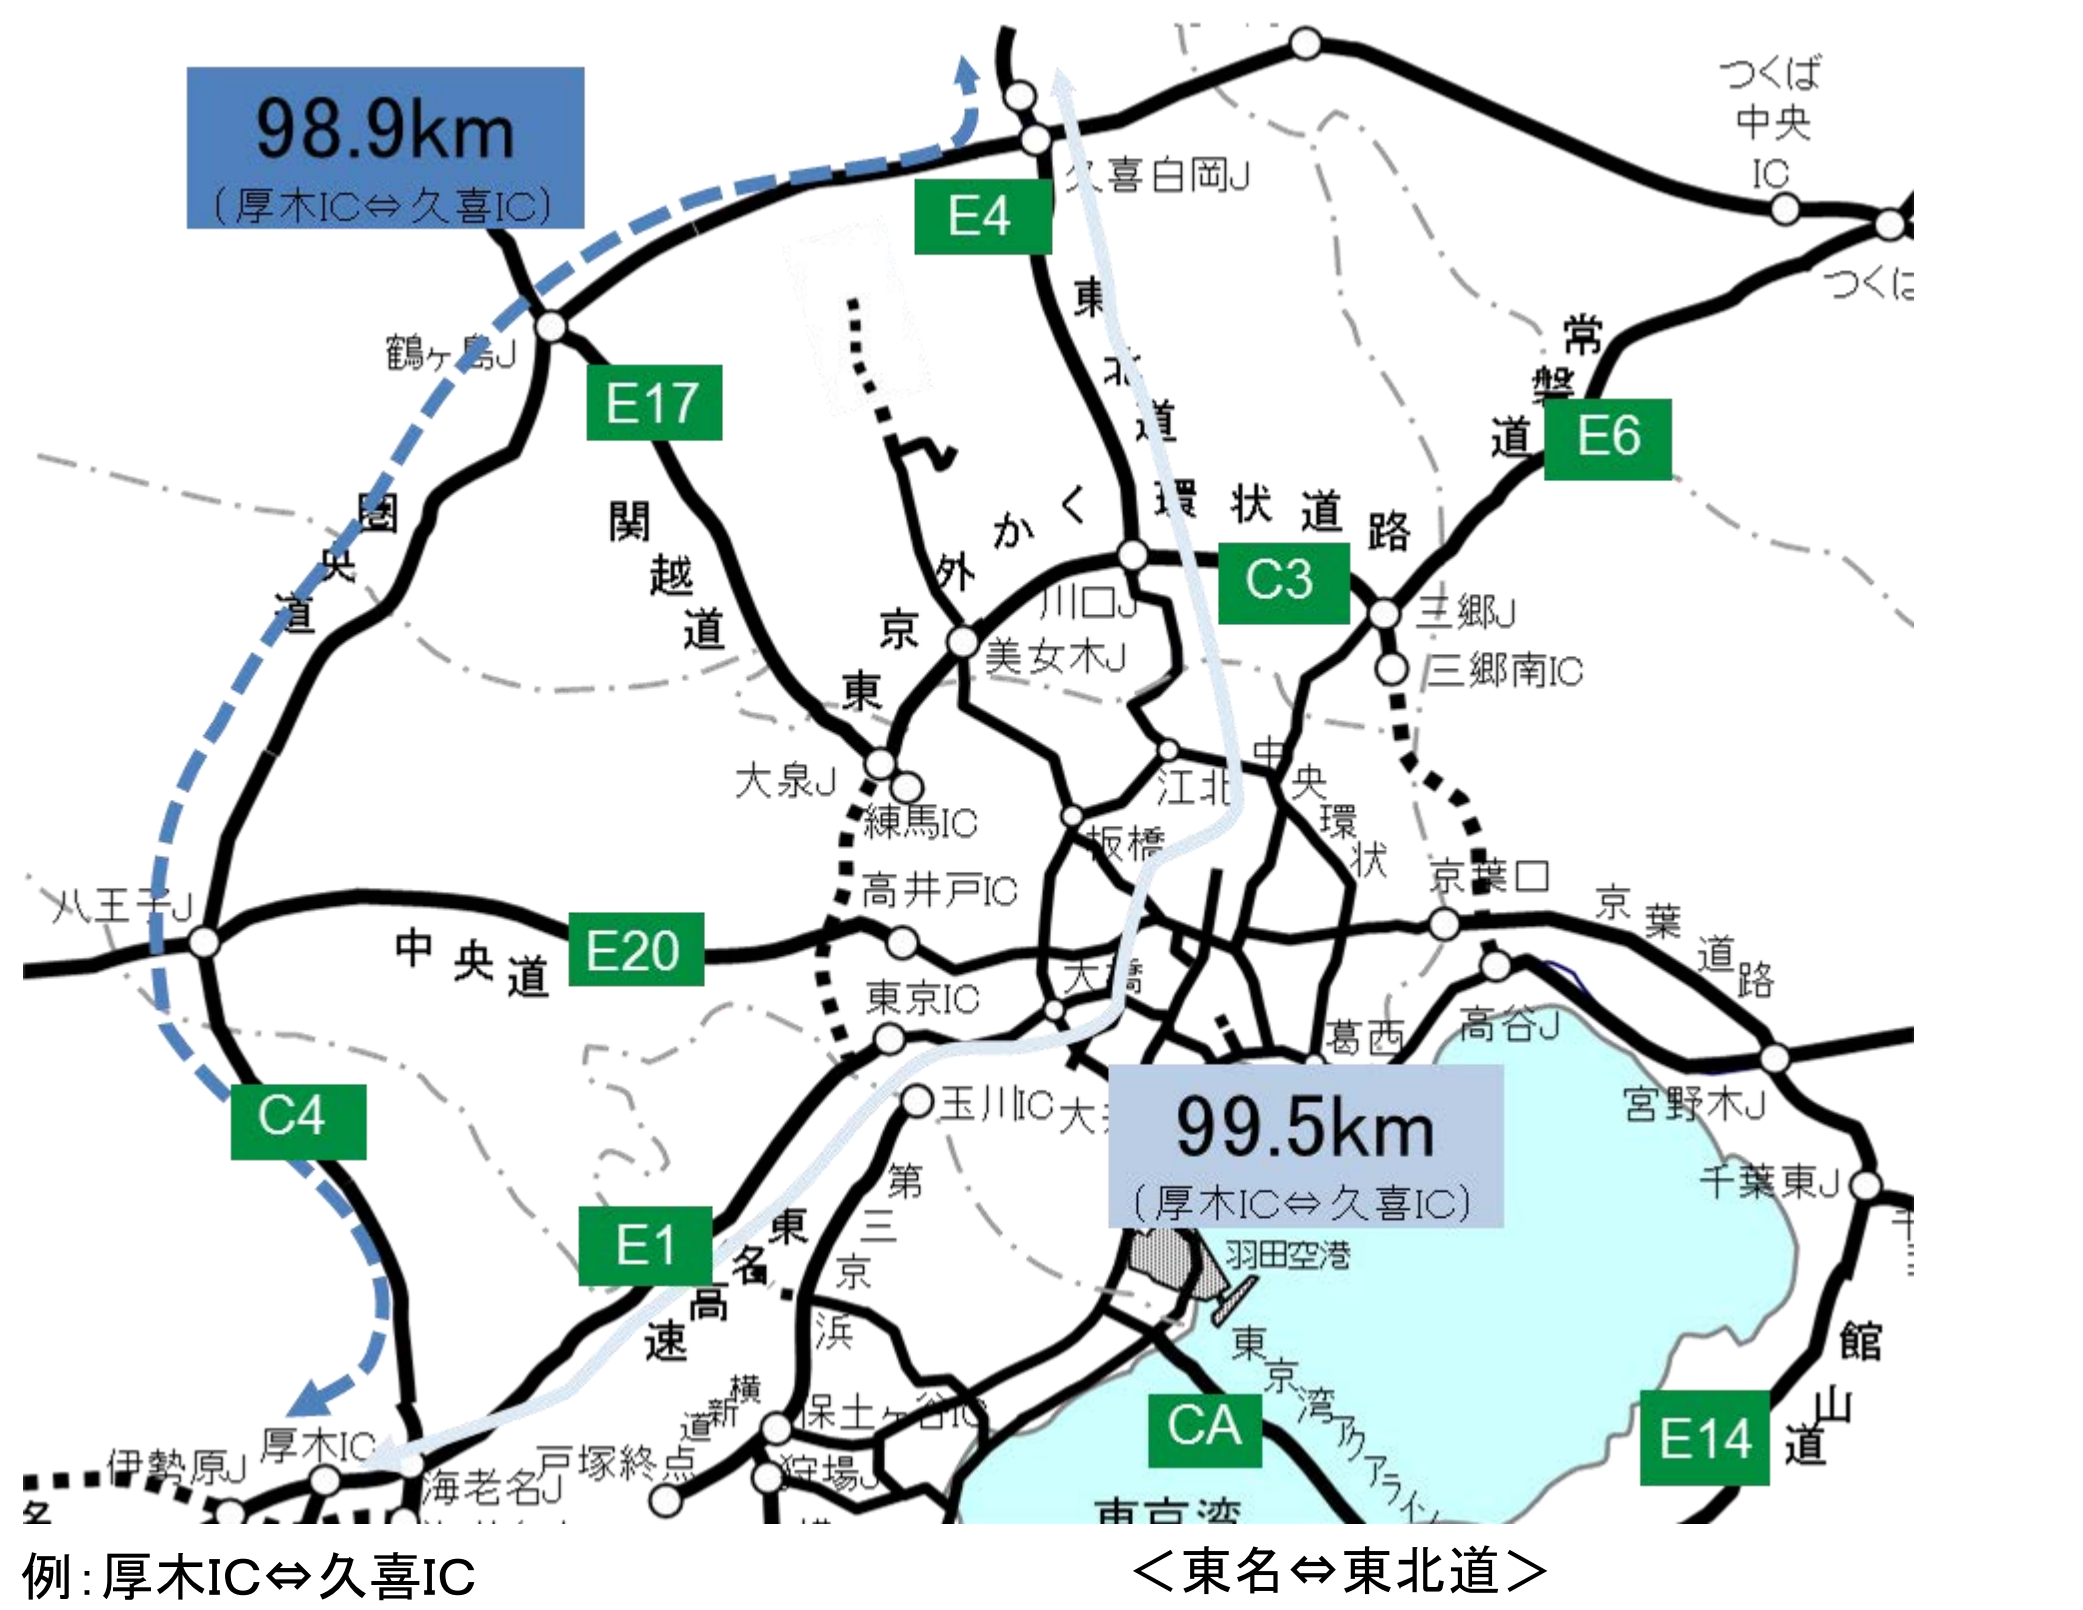 98.9km
(厚木IC⇔久喜IC)
つくば
中央
IC
久喜白岡J
E4
つくば
東北道
鶴ヶ島J
E17
常磐道
E6
圏央道
関越道
東京外かく環状道路
C3
川口J
三郷J
美女木J
三郷南IC
大泉J
練馬IC
江北
中央環状
板橋
高井戸IC
京葉口
京葉道路
八王子J
中央道
E20
大橋
東京IC
葛西
高谷J
宮野木J
C4
玉川IC
大
99.5km
(厚木IC⇔久喜IC)
千葉東J
千
第三京浜
E1
東名高速
羽田空港
東京湾アクアライン
館山道
E14
CA
横新道
保土ヶ谷IC
厚木IC
伊勢原J
海老名J
戸塚終点
狩場J
名
東京湾
例：厚木IC⇔久喜IC
＜東名⇔東北道＞